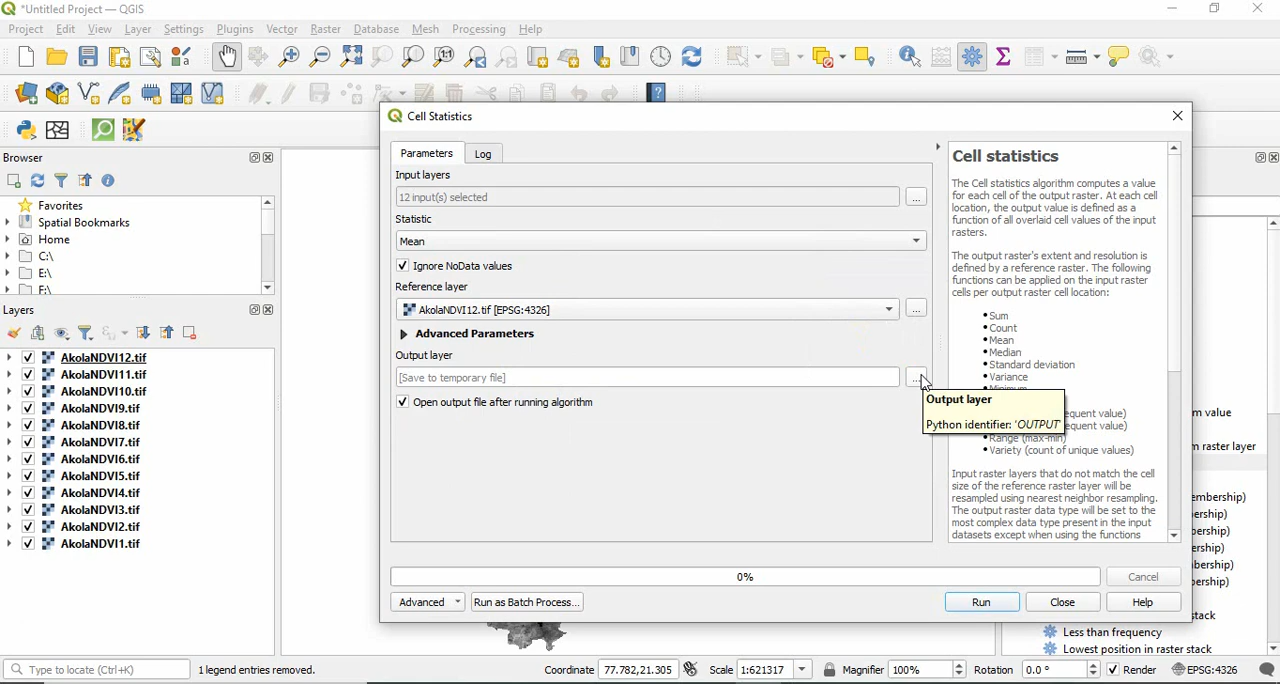 *Untitled Project — QGIS
Project Edit View Layer Settings Plugins Vector Raster Database Mesh Processing Help
Browser
Favorites
Spatial Bookmarks
Home
C:\
E:\
F:\
Layers
AkolaNDVI12.tif
AkolaNDVI11.tif
AkolaNDVI10.tif
AkolaNDVI9.tif
AkolaNDVI8.tif
AkolaNDVI7.tif
AkolaNDVI6.tif
AkolaNDVI5.tif
AkolaNDVI4.tif
AkolaNDVI3.tif
AkolaNDVI2.tif
AkolaNDVI1.tif
Cell Statistics
Parameters Log
Input layers
12 input(s) selected
...
Statistic
Mean
Ignore NoData values
Reference layer
AkolaNDVI12.tif [EPSG:4326]
...
Advanced Parameters
Output layer
[Save to temporary file]
...
Open output file after running algorithm
Output layer
Python identifier: 'OUTPUT'
Cell statistics
The Cell statistics algorithm computes a value
for each cell of the output raster. At each cell
location, the output value is defined as a
function of all overlaid cell values of the input
rasters.
The output raster's extent and resolution is
defined by a reference raster. The following
functions can be applied on the input raster
cells per output raster cell location:
• Sum
• Count
• Mean
• Median
• Standard deviation
• Variance
equent value)
equent value)
• Range (max-min)
• Variety (count of unique values)
Input raster layers that do not match the cell
size of the reference raster layer will be
resampled using nearest neighbor resampling.
The output raster data type will be set to the
most complex data type present in the input
datasets except when using the functions
0%
Cancel
Advanced Run as Batch Process... Run Close Help
m value
m raster layer
embership)
ership)
bership)
rship)
bership)
ership)
stack
Less than frequency
Lowest position in raster stack
Type to locate (Ctrl+K) 1 legend entries removed. Coordinate 77.782,21.305 Scale 1:621317 Magnifier 100% Rotation 0.0 ° Render EPSG:4326